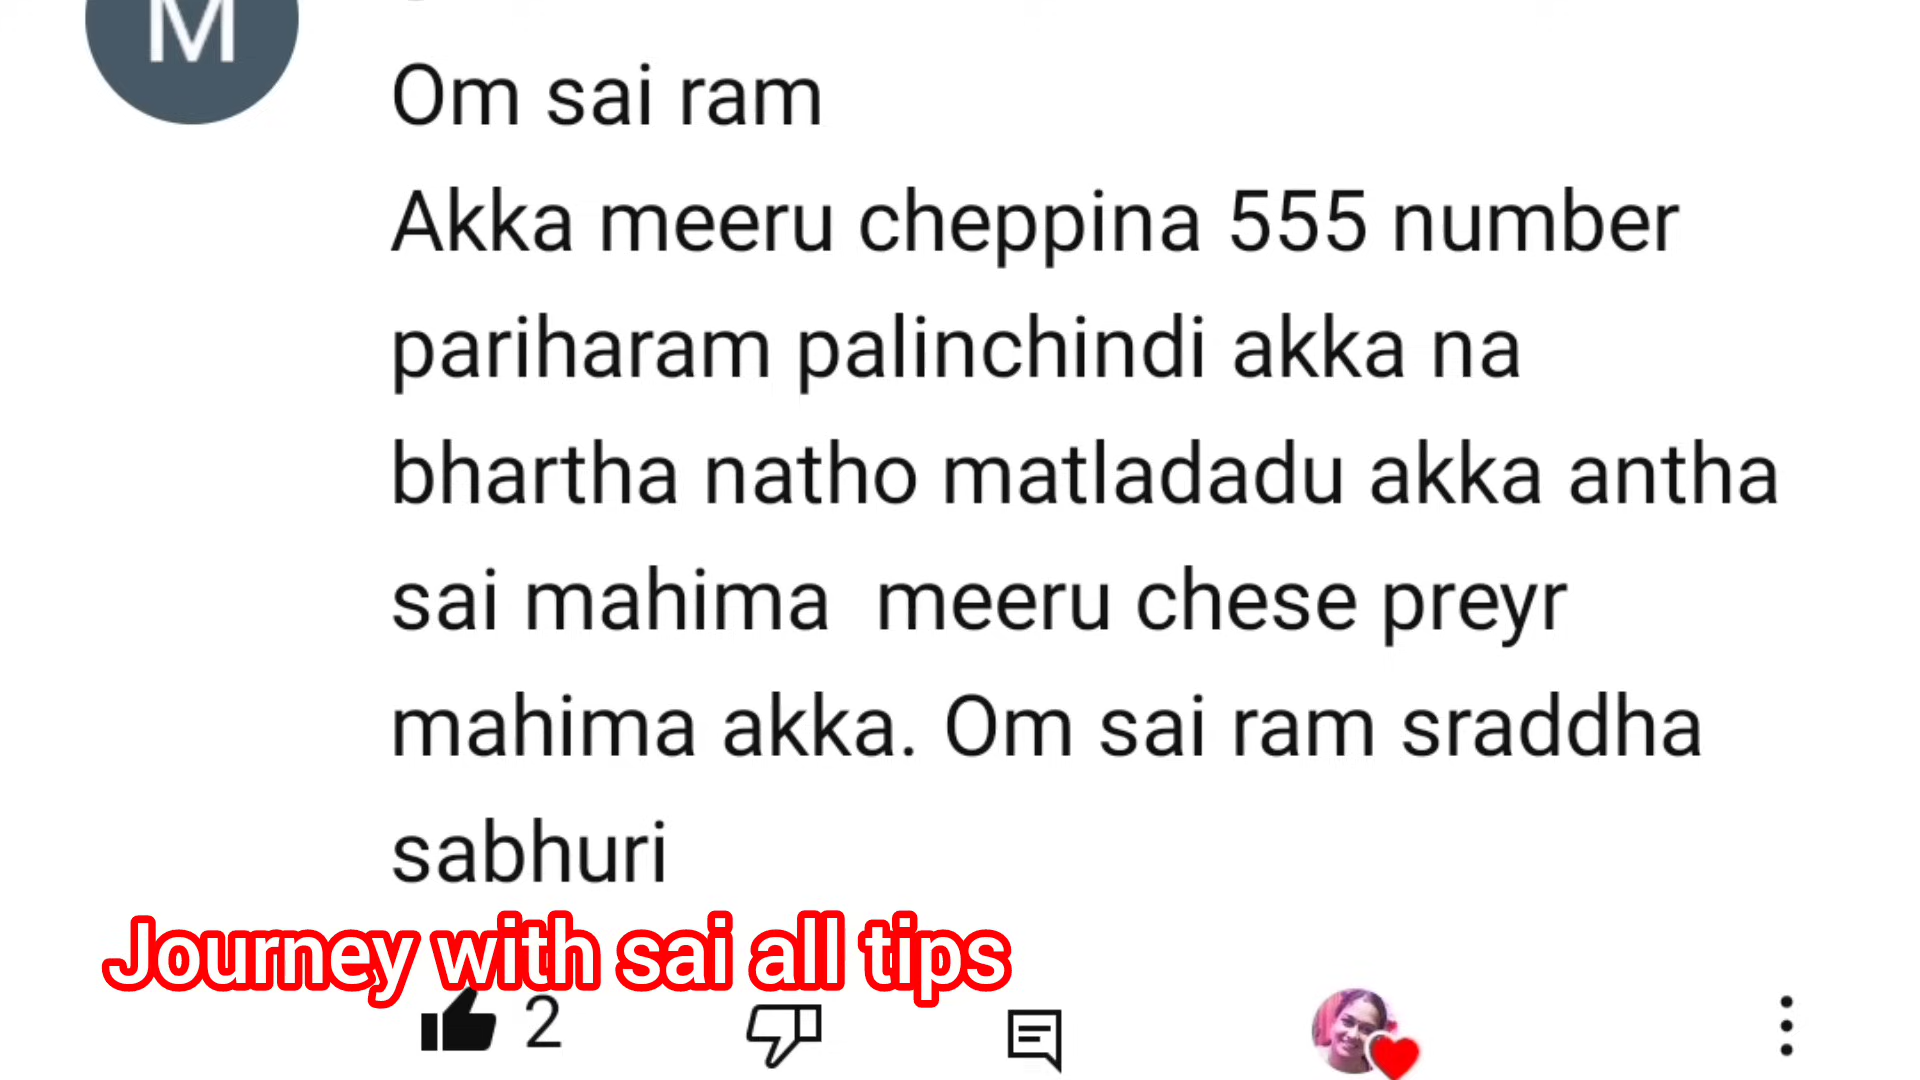 M
Om sai ram
Akka meeru cheppina 555 number
pariharam palinchindi akka na
bhartha natho matladadu akka antha
sai mahima  meeru chese preyr
mahima akka. Om sai ram sraddha
sabhuri
Journey with sai all tips
2